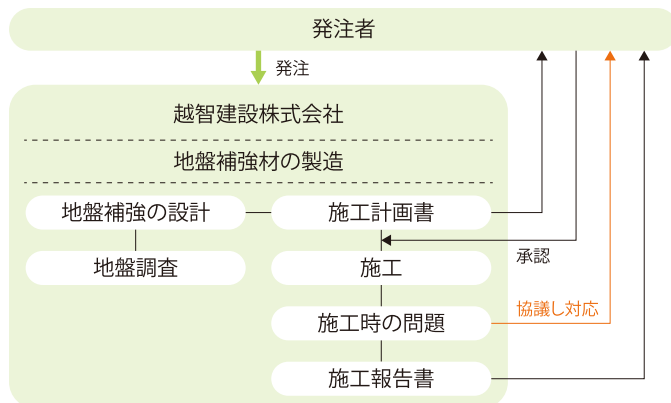 発注者
発注
越智建設株式会社
地盤補強材の製造
地盤補強の設計
施工計画書
承認
地盤調査
施工
協議し対応
施工時の問題
施工報告書